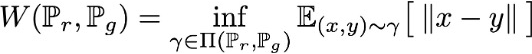 W(ℙ_r, ℙ_g) = inf_{γ∈Π(ℙ_r,ℙ_g)} 𝔼_{(x,y)∼γ}[ ‖x − y‖ ]